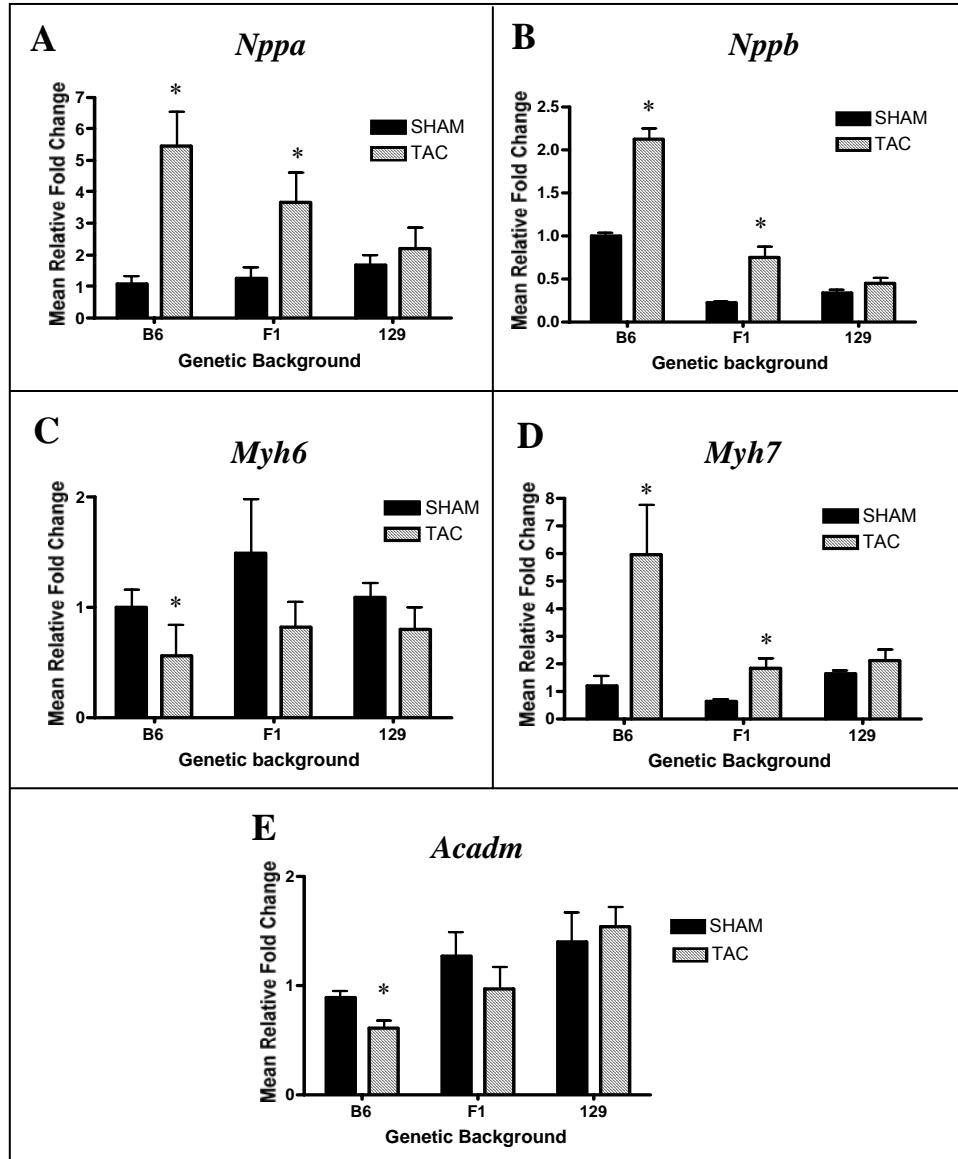 A
Nppa
Mean Relative Fold Change
7
6
5
4
3
2
1
0
*
*
SHAM
TAC
B6
F1
129
Genetic Background
B
Nppb
Mean Relative Fold Change
2.5
2.0
1.5
1.0
0.5
0.0
*
*
SHAM
TAC
B6
F1
129
Genetic background
C
Myh6
Mean Relative Fold Change
2
1
0
*
SHAM
TAC
B6
F1
129
Genetic background
D
Myh7
Mean Relative Fold Change
8
7
6
5
4
3
2
1
0
*
*
SHAM
TAC
B6
F1
129
Genetic Background
E
Acadm
Mean Relative Fold Change
2
1
0
*
SHAM
TAC
B6
F1
129
Genetic Background